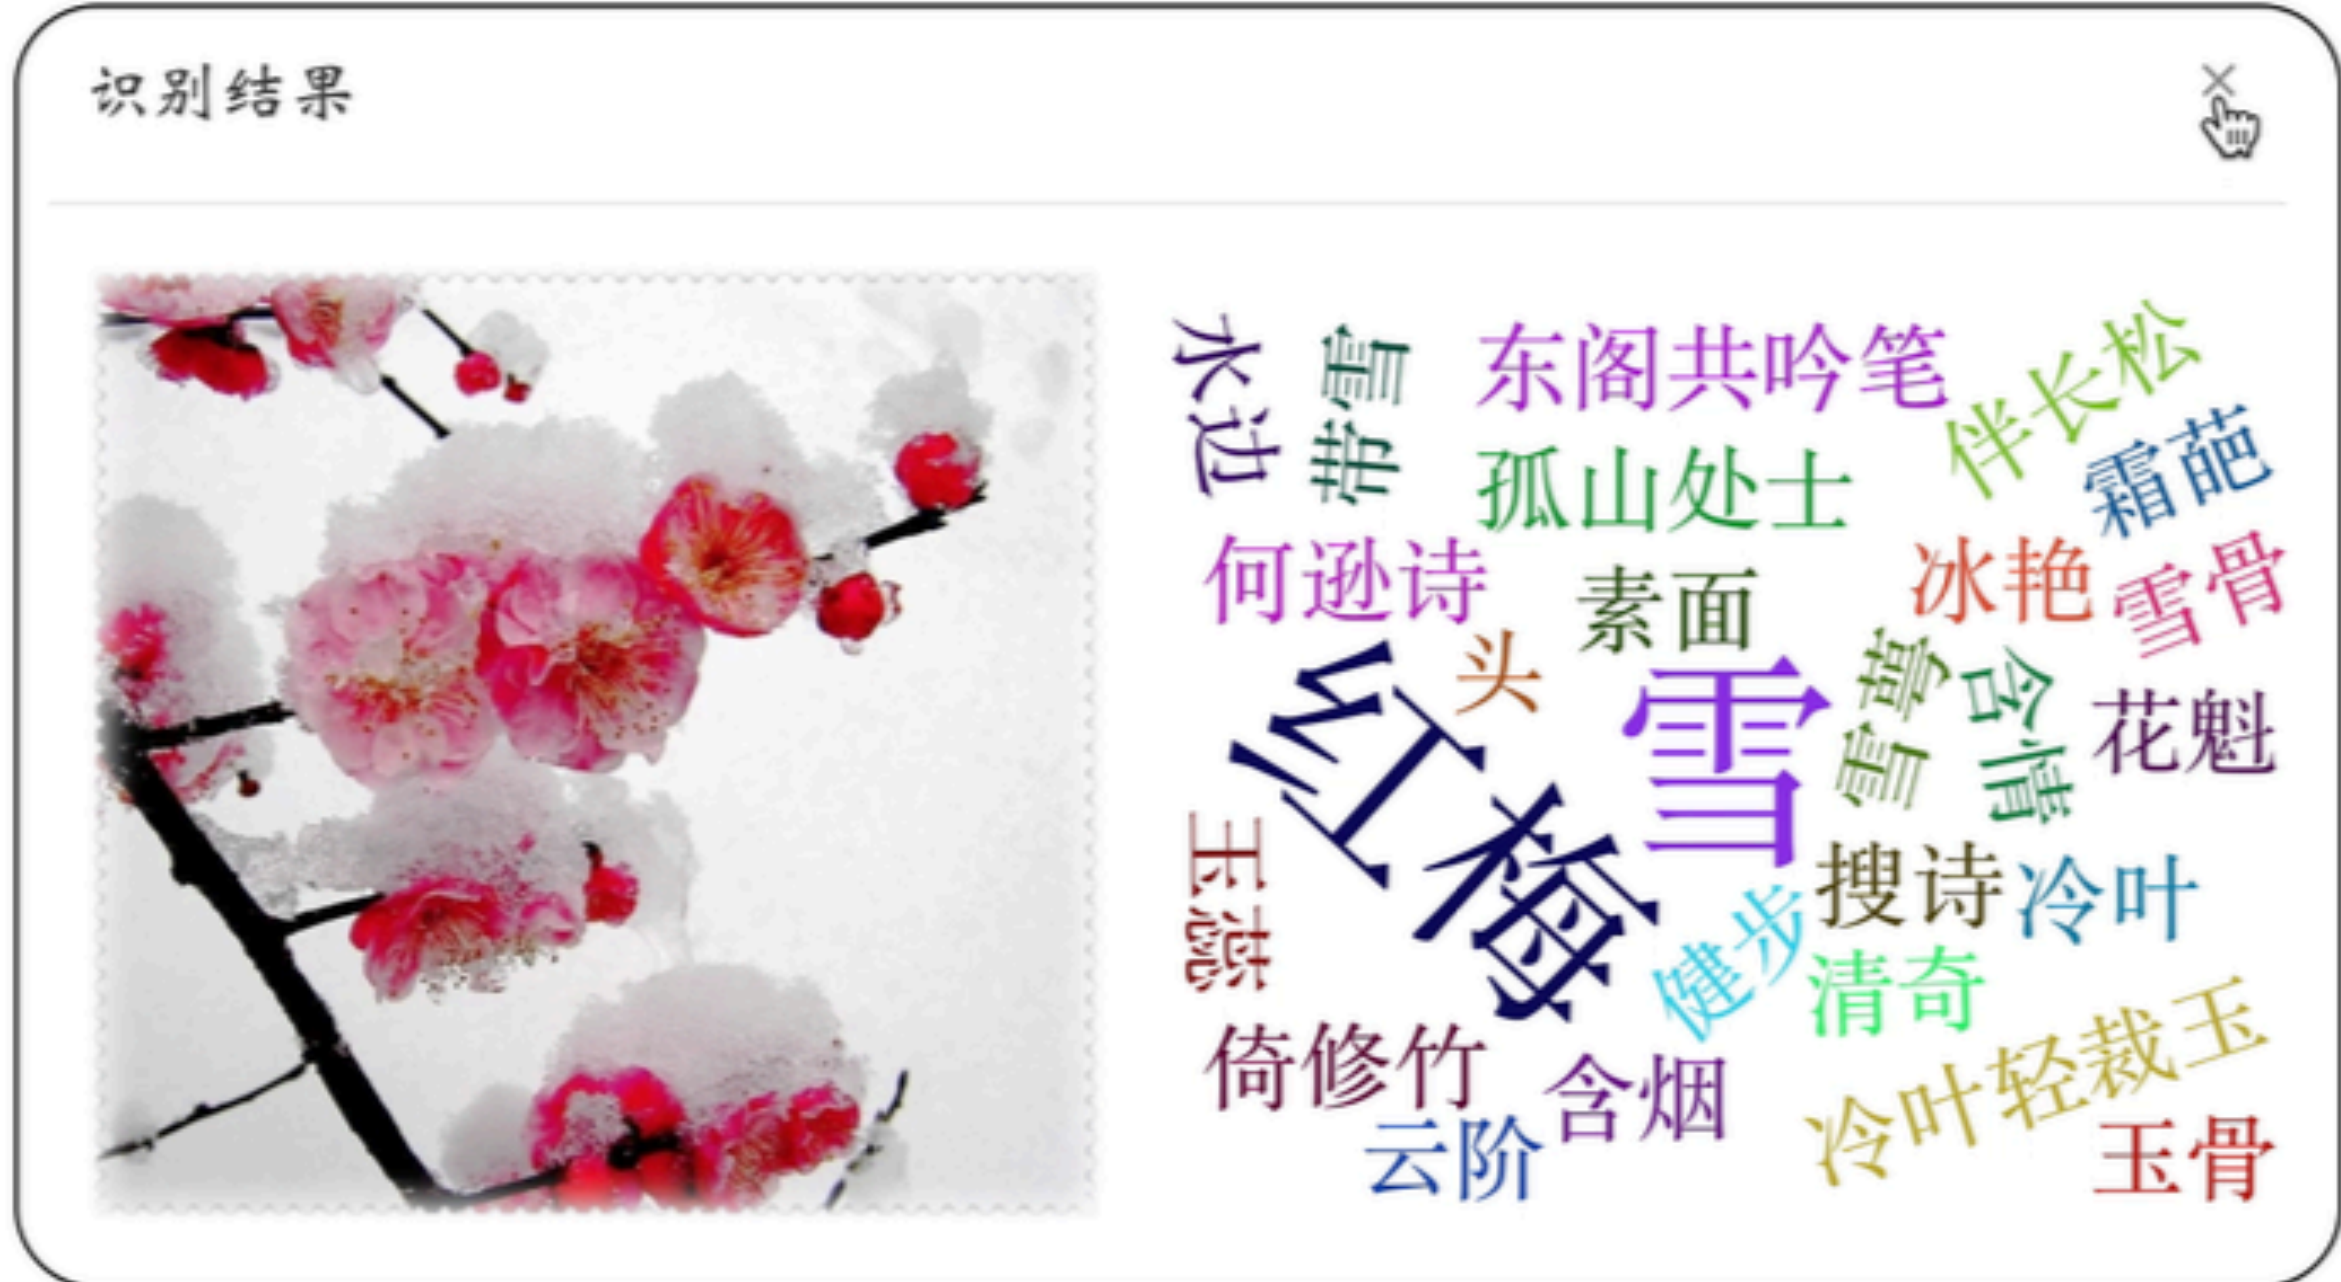 识别结果
水边
带雪
东阁共吟笔
伴长松
孤山处士
霜葩
何逊诗
素面
冰艳
雪骨
头
红梅
雪
雪萼
含情
花魁
玉蕊
搜诗
冷叶
健步
清奇
倚修竹
含烟
冷叶轻裁玉
云阶
玉骨